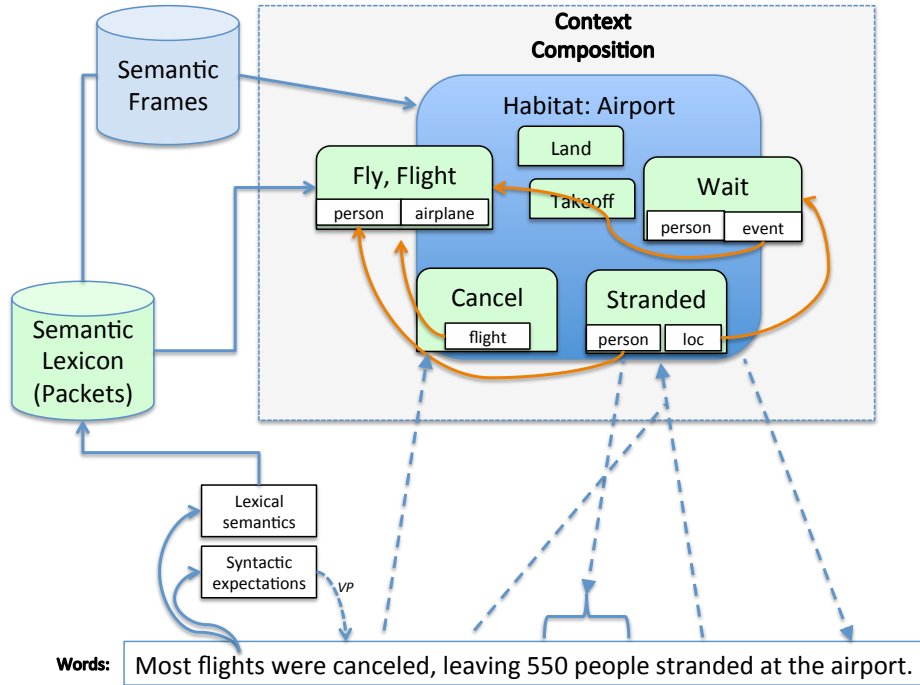 Context
Composition
Semantic
Frames
Habitat: Airport
Land
Fly, Flight
Takeoff
Wait
person
airplane
person
event
Cancel
Stranded
flight
person
loc
Semantic
Lexicon
(Packets)
Lexical
semantics
Syntactic
expectations
VP
Words:
Most flights were canceled, leaving 550 people stranded at the airport.